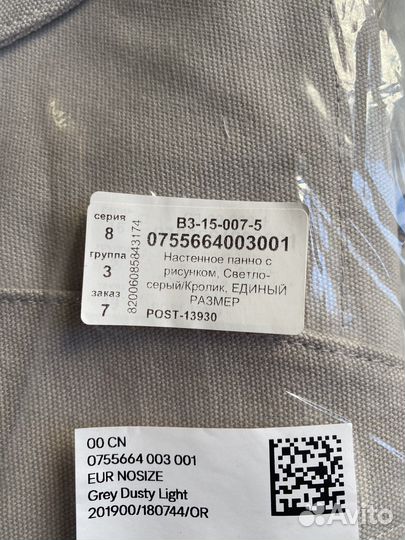 серия
8
группа
3
заказ
7
82006085843174
B3-15-007-5
0755664003001
Настенное панно с
рисунком, Светло-
серый/Кролик, ЕДИНЫЙ
РАЗМЕР
POST-13930
00 CN
0755664 003 001
EUR NOSIZE
Grey Dusty Light
201900/180744/OR
Avito